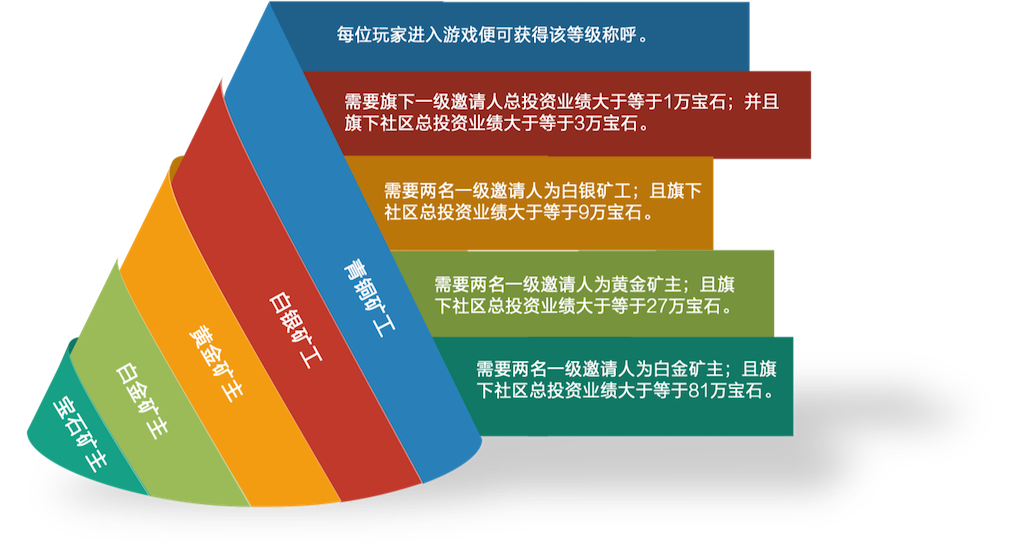 每位玩家进入游戏便可获得该等级称呼。
需要旗下一级邀请人总投资业绩大于等于1万宝石；并且
旗下社区总投资业绩大于等于3万宝石。
需要两名一级邀请人为白银矿工；且旗下
社区总投资业绩大于等于9万宝石。
需要两名一级邀请人为黄金矿主；且旗
下社区总投资业绩大于等于27万宝石。
需要两名一级邀请人为白金矿主；且旗
下社区总投资业绩大于等于81万宝石。
青铜矿工
白银矿工
黄金矿主
白金矿主
宝石矿主